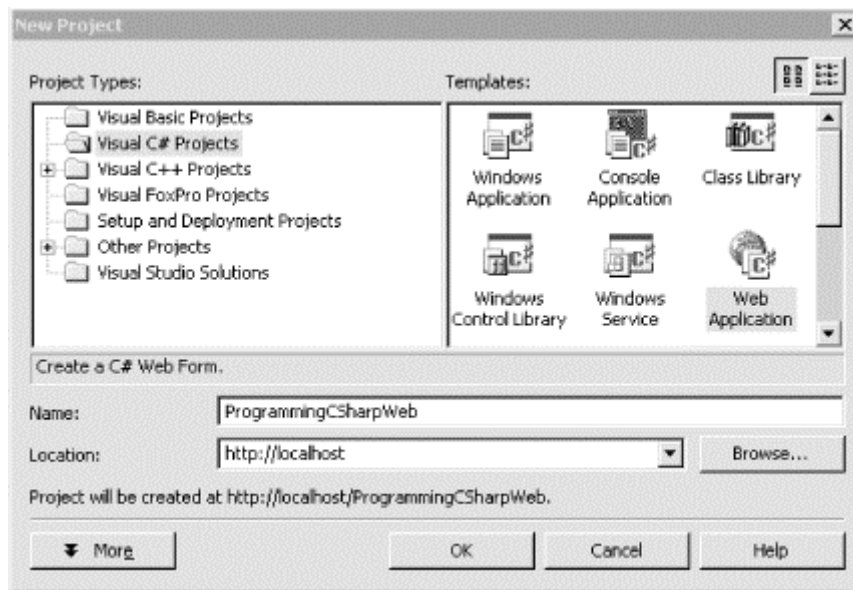 New Project
Project Types:
Templates:
Visual Basic Projects
Visual C# Projects
Visual C++ Projects
Visual FoxPro Projects
Setup and Deployment Projects
Other Projects
Visual Studio Solutions
Windows Application
Console Application
Class Library
Windows Control Library
Windows Service
Web Application
Create a C# Web Form.
Name:
ProgrammingCSharpWeb
Location:
http://localhost
Browse...
Project will be created at http://localhost/ProgrammingCSharpWeb.
More
OK
Cancel
Help